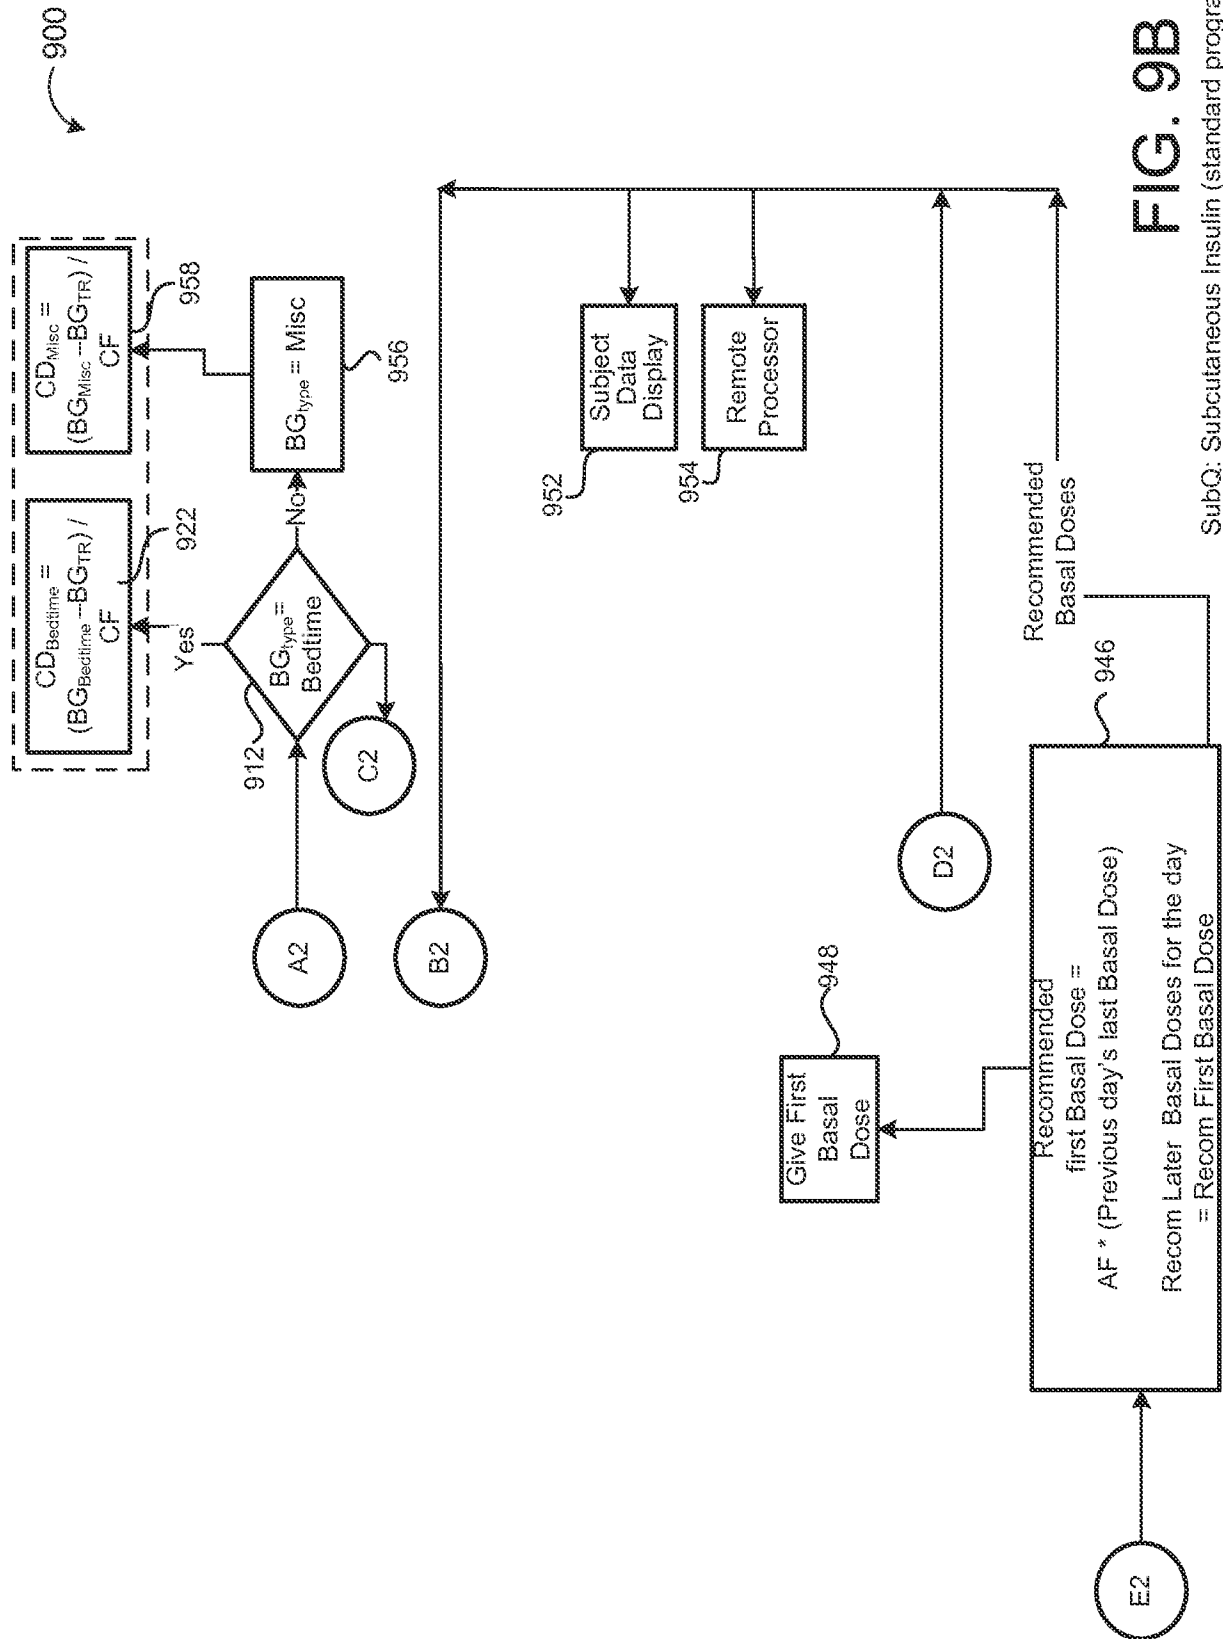 900
CD_Bedtime =
(BG_Bedtime –BG_TR) /
CF
922
CD_Misc =
(BG_Misc –BG_TR) /
CF
958
Yes
BG_type =
Bedtime
912
No
BG_type = Misc
956
A2
C2
B2
Subject
Data
Display
952
Remote
Processor
954
D2
Give First
Basal
Dose
948
Recommended
Basal Doses
946
Recommended
first Basal Dose =
AF * (Previous day's last Basal Dose)
Recom Later Basal Doses for the day
= Recom First Basal Dose
E2
FIG. 9B
SubQ: Subcutaneous Insulin (standard progra